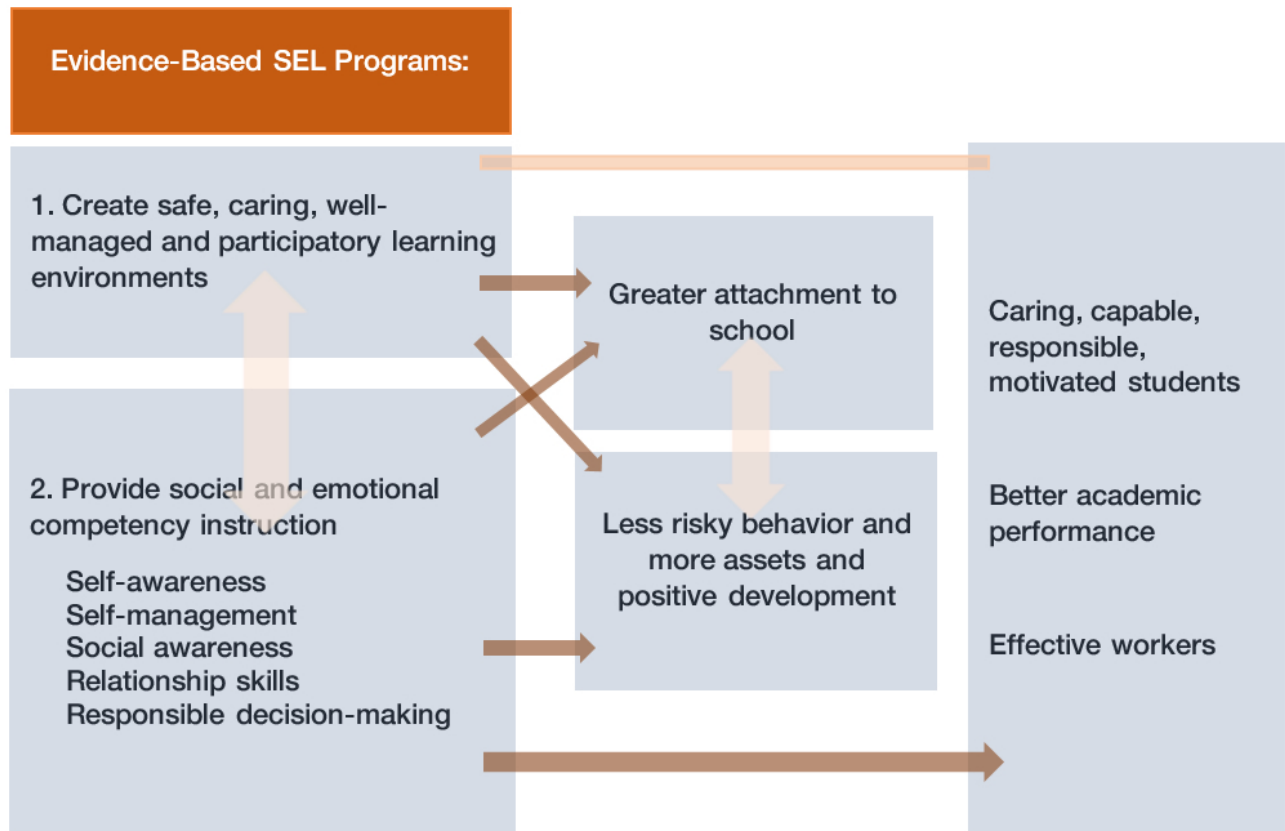 Evidence-Based SEL Programs:
1. Create safe, caring, well-
managed and participatory learning
environments
2. Provide social and emotional
competency instruction
Self-awareness
Self-management
Social awareness
Relationship skills
Responsible decision-making
Greater attachment to
school
Less risky behavior and
more assets and
positive development
Caring, capable,
responsible,
motivated students
Better academic
performance
Effective workers